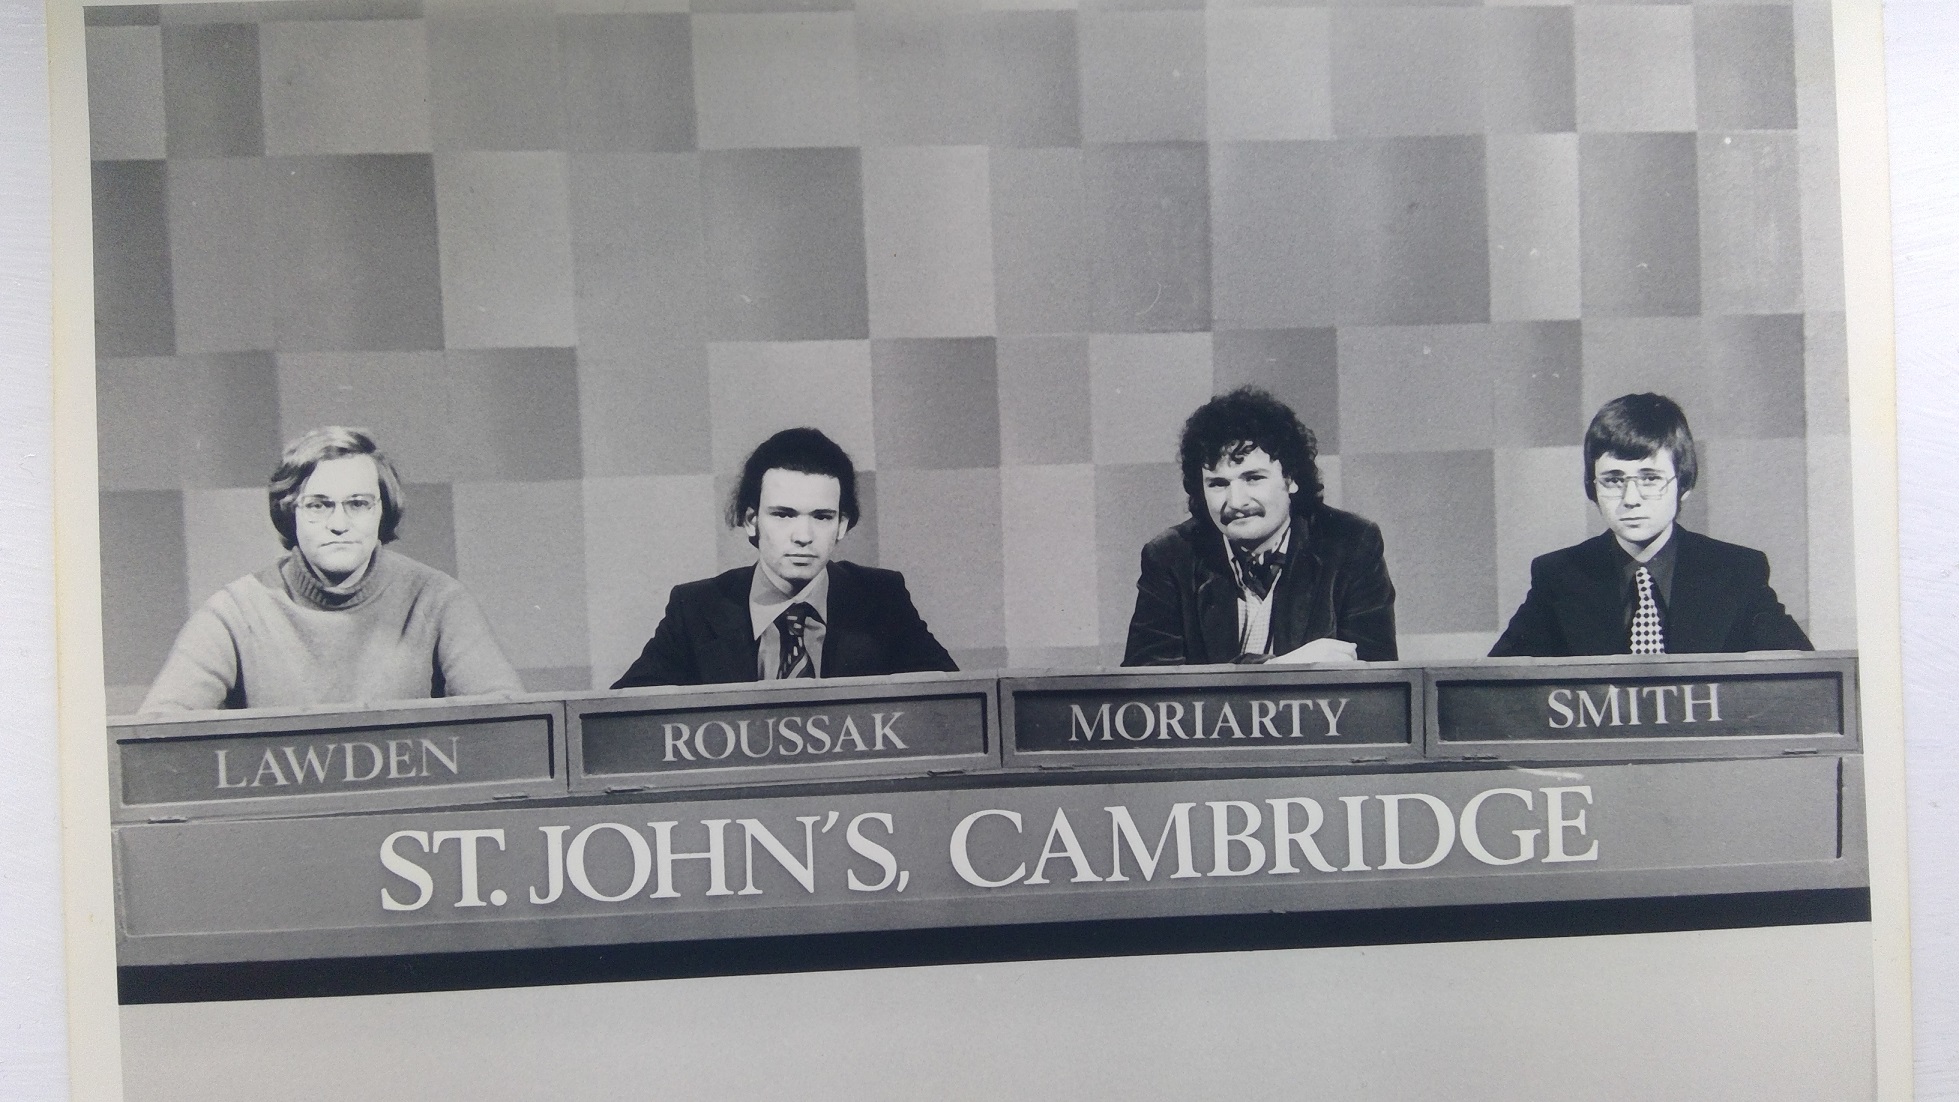 LAWDEN
ROUSSAK
MORIARTY
SMITH
ST. JOHN'S, CAMBRIDGE